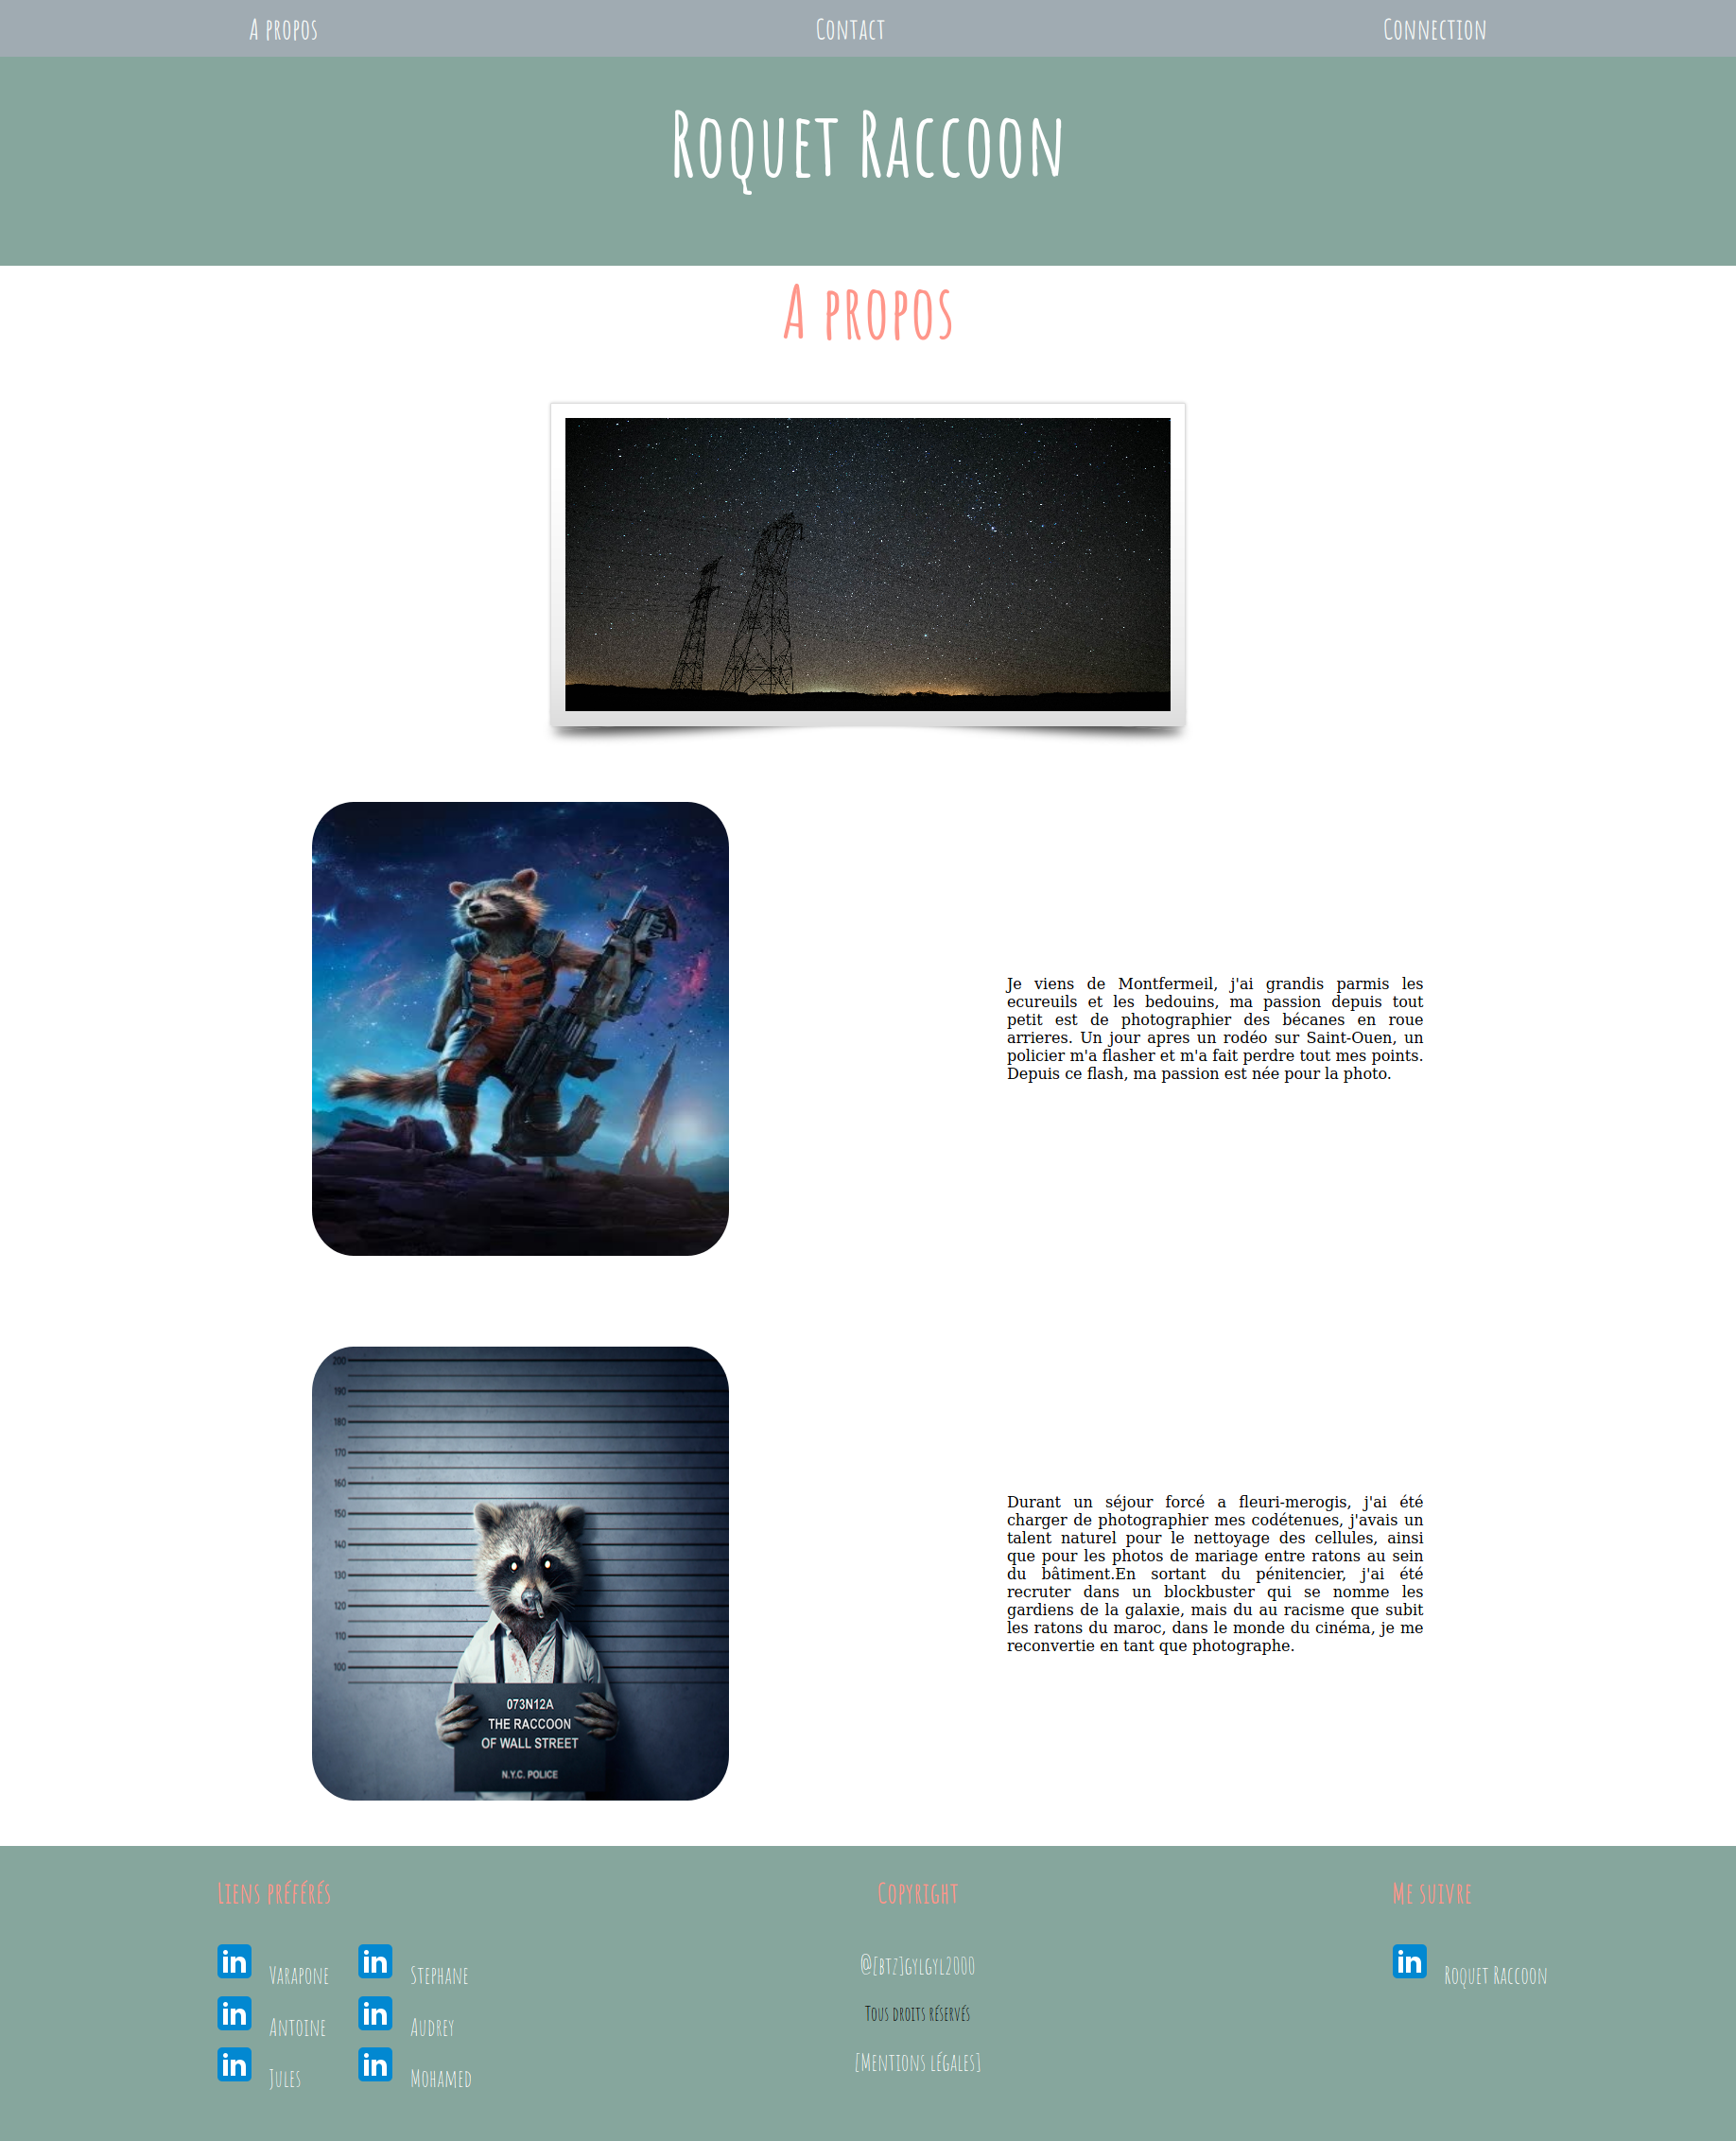 A propos
Contact
Connection
Roquet Raccoon
A propos
Je viens de Montfermeil, j'ai grandis parmis les
ecureuils et les bedouins, ma passion depuis tout
petit est de photographier des bécanes en roue
arrieres. Un jour apres un rodéo sur Saint-Ouen, un
policier m'a flasher et m'a fait perdre tout mes points.
Depuis ce flash, ma passion est née pour la photo.
200
190
180
170
160
150
140
130
120
110
100
073N12A
THE RACCOON
OF WALL STREET
N.Y.C. POLICE
Durant un séjour forcé a fleuri-merogis, j'ai été
charger de photographier mes codétenues, j'avais un
talent naturel pour le nettoyage des cellules, ainsi
que pour les photos de mariage entre ratons au sein
du bâtiment.En sortant du pénitencier, j'ai été
recruter dans un blockbuster qui se nomme les
gardiens de la galaxie, mais du au racisme que subit
les ratons du maroc, dans le monde du cinéma, je me
reconvertie en tant que photographe.
Liens préférés
in Varapone
in Stephane
in Antoine
in Audrey
in Jules
in Mohamed
Copyright
@[btz]gylgyl2000
Tous droits réservés
[Mentions légales]
Me suivre
in Roquet Raccoon